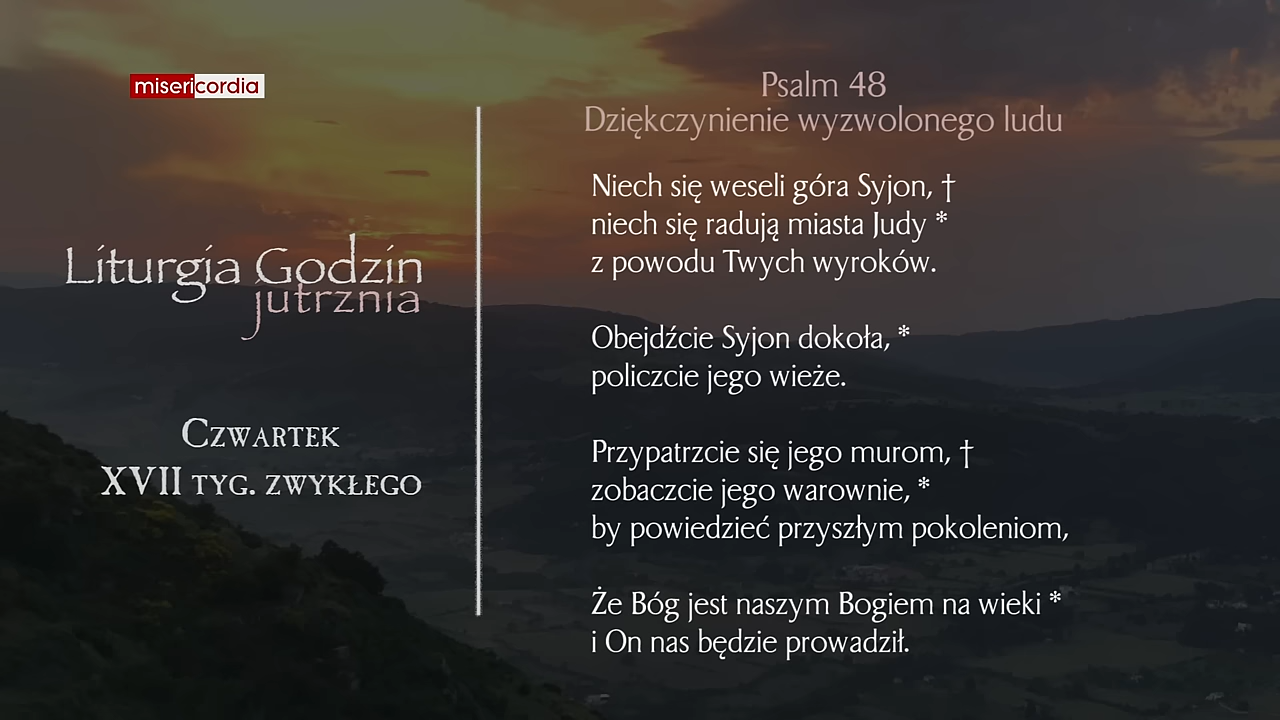 misericordia
Liturgia Godzin
jutrznia
Czwartek
XVII tyg. zwykłego
Psalm 48
Dziękczynienie wyzwolonego ludu
Niech się weseli góra Syjon, †
niech się radują miasta Judy *
z powodu Twych wyroków.
Obejdźcie Syjon dokoła, *
policzcie jego wieże.
Przypatrzcie się jego murom, †
zobaczcie jego warownie, *
by powiedzieć przyszłym pokoleniom,
Że Bóg jest naszym Bogiem na wieki *
i On nas będzie prowadził.